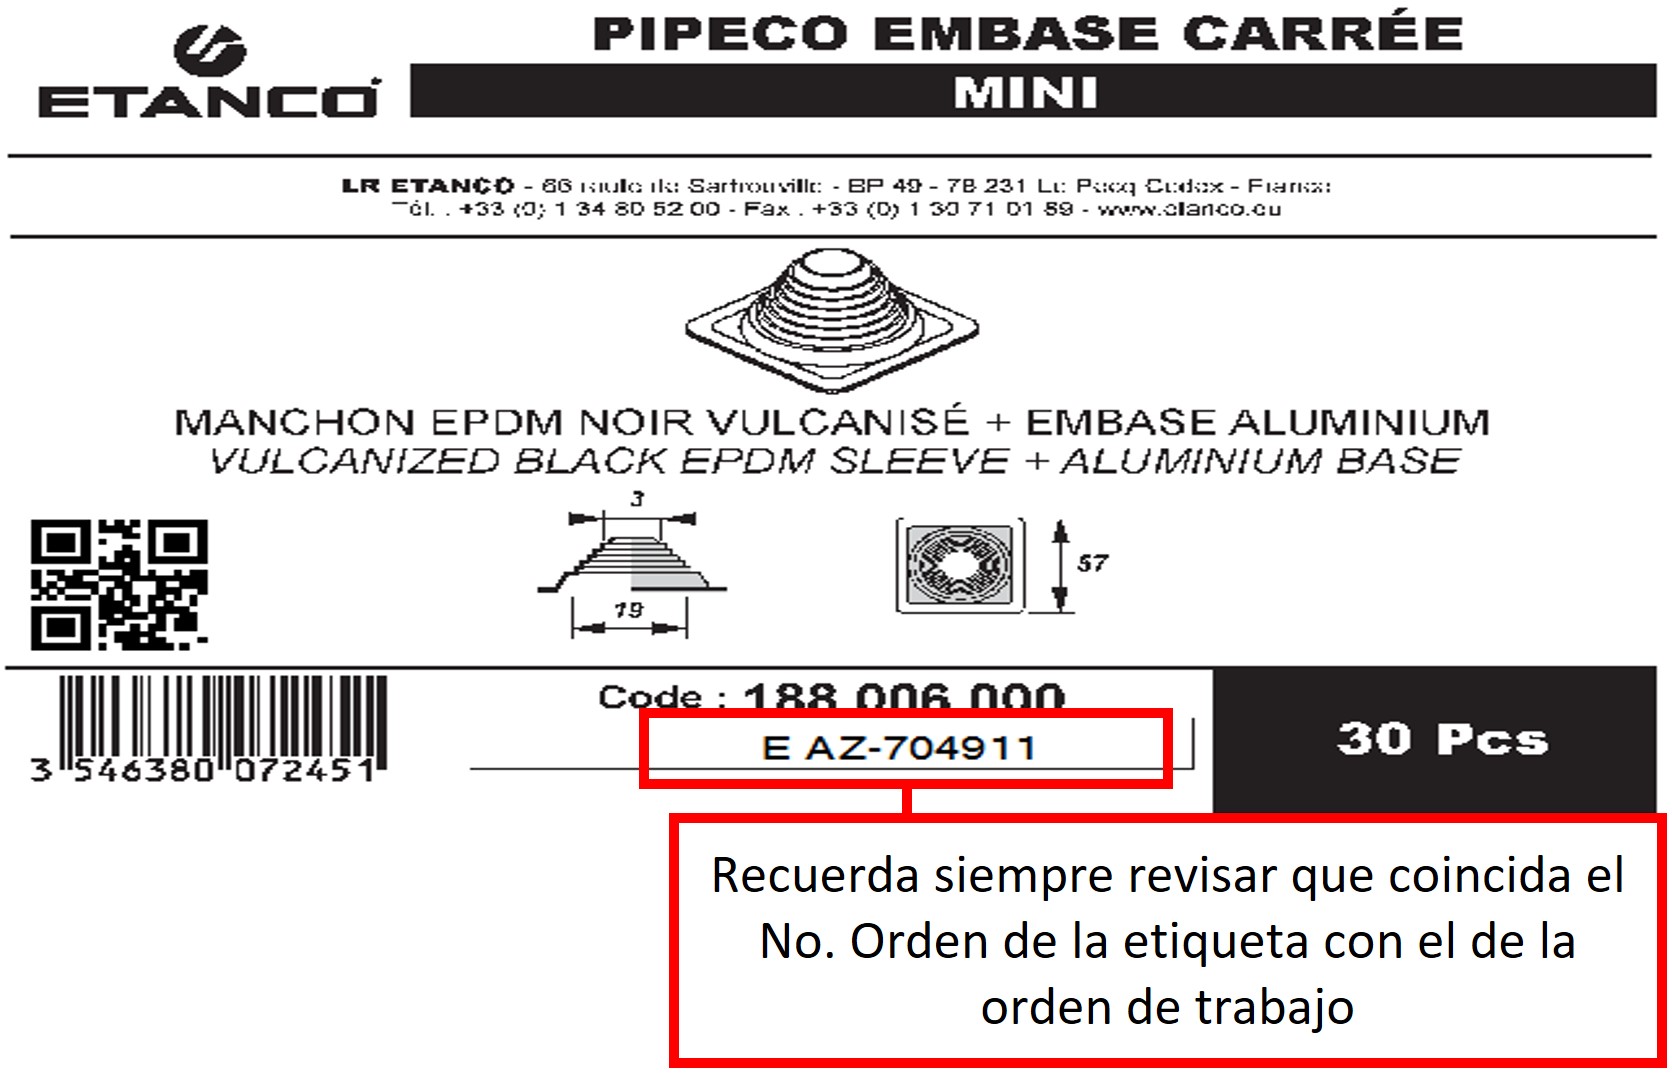 ETANCO
PIPECO EMBASE CARRÉE
MINI
LR ETANCO - 66 route de Sartrouville - BP 49 - 78 231 Le Pecq Cedex - France
Tél. : +33 (0) 1 34 80 52 00 - Fax : +33 (0) 1 30 71 01 89 - www.etanco.eu
MANCHON EPDM NOIR VULCANISÉ + EMBASE ALUMINIUM
VULCANIZED BLACK EPDM SLEEVE + ALUMINIUM BASE
3
19
57
Code : 188 006 000
E AZ-704911
30 Pcs
3 546380 072451
Recuerda siempre revisar que coincida el
No. Orden de la etiqueta con el de la
orden de trabajo